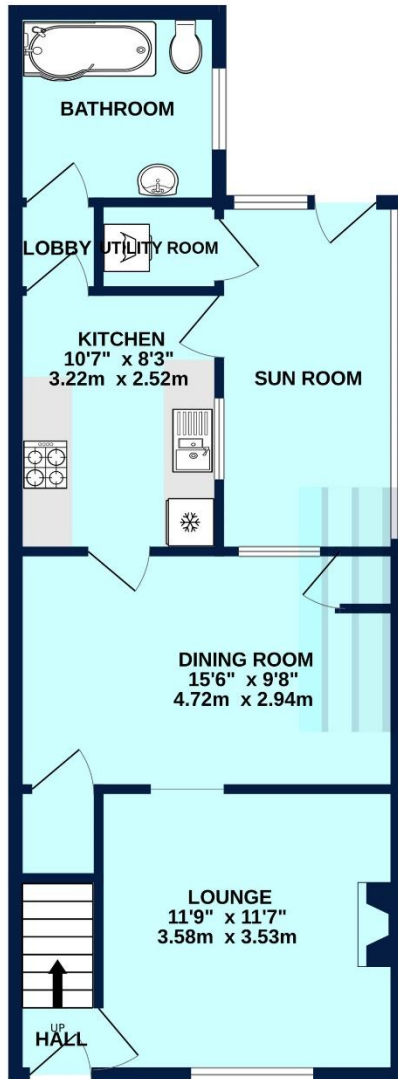 BATHROOM
LOBBY
UTILITY ROOM
KITCHEN
10'7" x 8'3"
3.22m x 2.52m
SUN ROOM
DINING ROOM
15'6" x 9'8"
4.72m x 2.94m
LOUNGE
11'9" x 11'7"
3.58m x 3.53m
UP
HALL